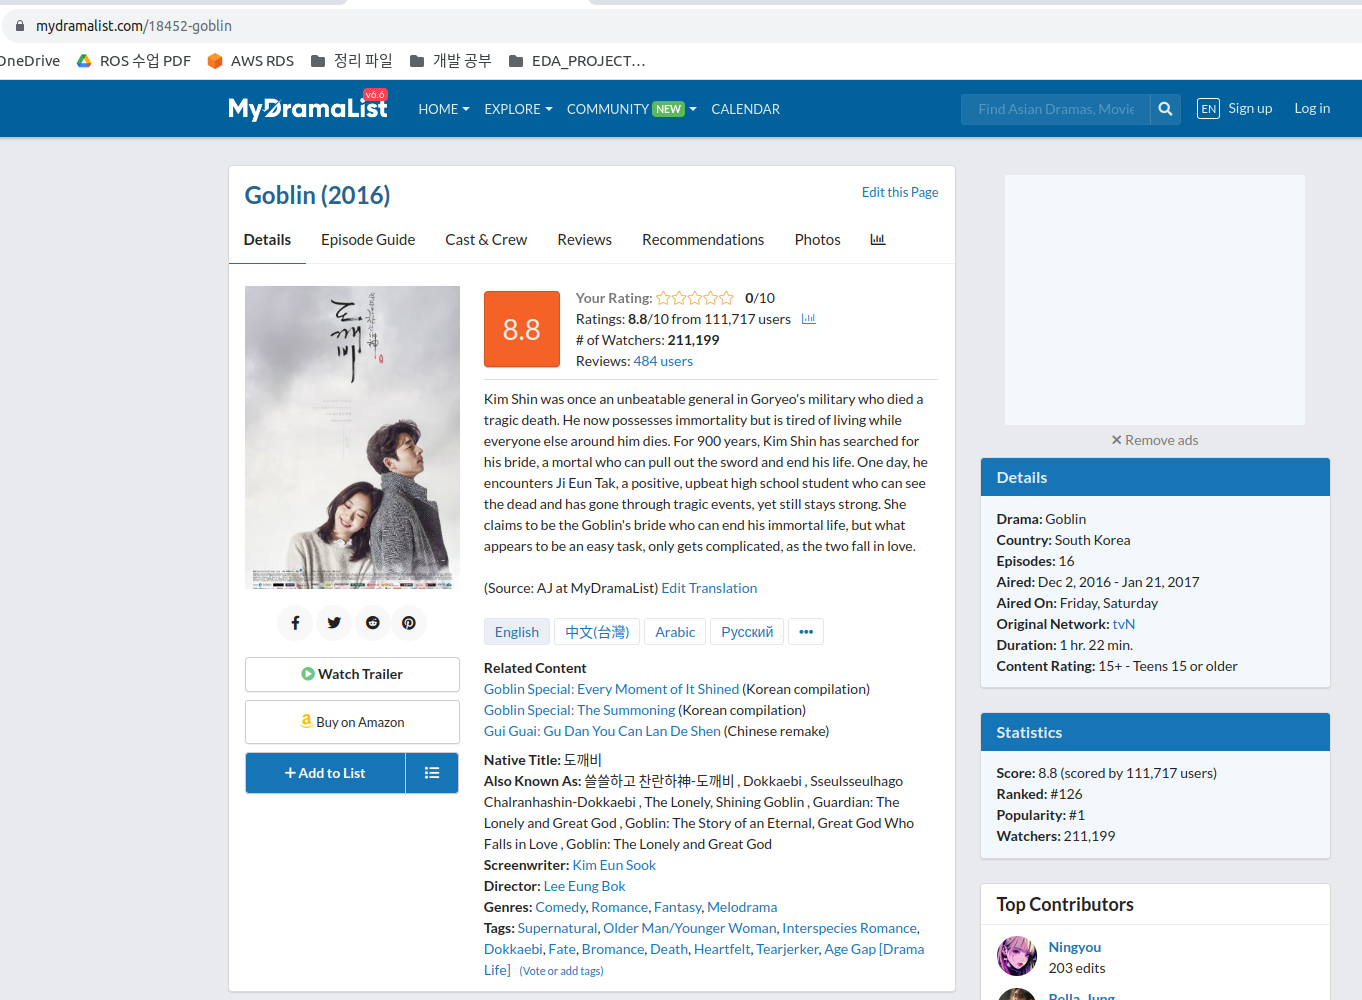 mydramalist.com/18452-goblin
OneDrive ROS 수업 PDF AWS RDS 정리 파일 개발 공부 EDA_PROJECT...
MyDramaList v6.6 HOME EXPLORE COMMUNITY NEW CALENDAR Find Asian Dramas, Movie EN Sign up Log in
Goblin (2016)
Edit this Page
Details Episode Guide Cast & Crew Reviews Recommendations Photos
도깨비
8.8
Your Rating: 0/10
Ratings: 8.8/10 from 111,717 users
# of Watchers: 211,199
Reviews: 484 users
Kim Shin was once an unbeatable general in Goryeo's military who died a
tragic death. He now possesses immortality but is tired of living while
everyone else around him dies. For 900 years, Kim Shin has searched for
his bride, a mortal who can pull out the sword and end his life. One day, he
encounters Ji Eun Tak, a positive, upbeat high school student who can see
the dead and has gone through tragic events, yet still stays strong. She
claims to be the Goblin's bride who can end his immortal life, but what
appears to be an easy task, only gets complicated, as the two fall in love.
(Source: AJ at MyDramaList) Edit Translation
English 中文(台灣) Arabic Русский •••
Related Content
Goblin Special: Every Moment of It Shined (Korean compilation)
Goblin Special: The Summoning (Korean compilation)
Gui Guai: Gu Dan You Can Lan De Shen (Chinese remake)
Native Title: 도깨비
Also Known As: 쓸쓸하고 찬란하神-도깨비 , Dokkaebi , Sseulsseulhago
Chalranhashin-Dokkaebi , The Lonely, Shining Goblin , Guardian: The
Lonely and Great God , Goblin: The Story of an Eternal, Great God Who
Falls in Love , Goblin: The Lonely and Great God
Screenwriter: Kim Eun Sook
Director: Lee Eung Bok
Genres: Comedy, Romance, Fantasy, Melodrama
Tags: Supernatural, Older Man/Younger Woman, Interspecies Romance,
Dokkaebi, Fate, Bromance, Death, Heartfelt, Tearjerker, Age Gap [Drama
Life] (Vote or add tags)
Watch Trailer
Buy on Amazon
Add to List
Remove ads
Details
Drama: Goblin
Country: South Korea
Episodes: 16
Aired: Dec 2, 2016 - Jan 21, 2017
Aired On: Friday, Saturday
Original Network: tvN
Duration: 1 hr. 22 min.
Content Rating: 15+ - Teens 15 or older
Statistics
Score: 8.8 (scored by 111,717 users)
Ranked: #126
Popularity: #1
Watchers: 211,199
Top Contributors
Ningyou
203 edits